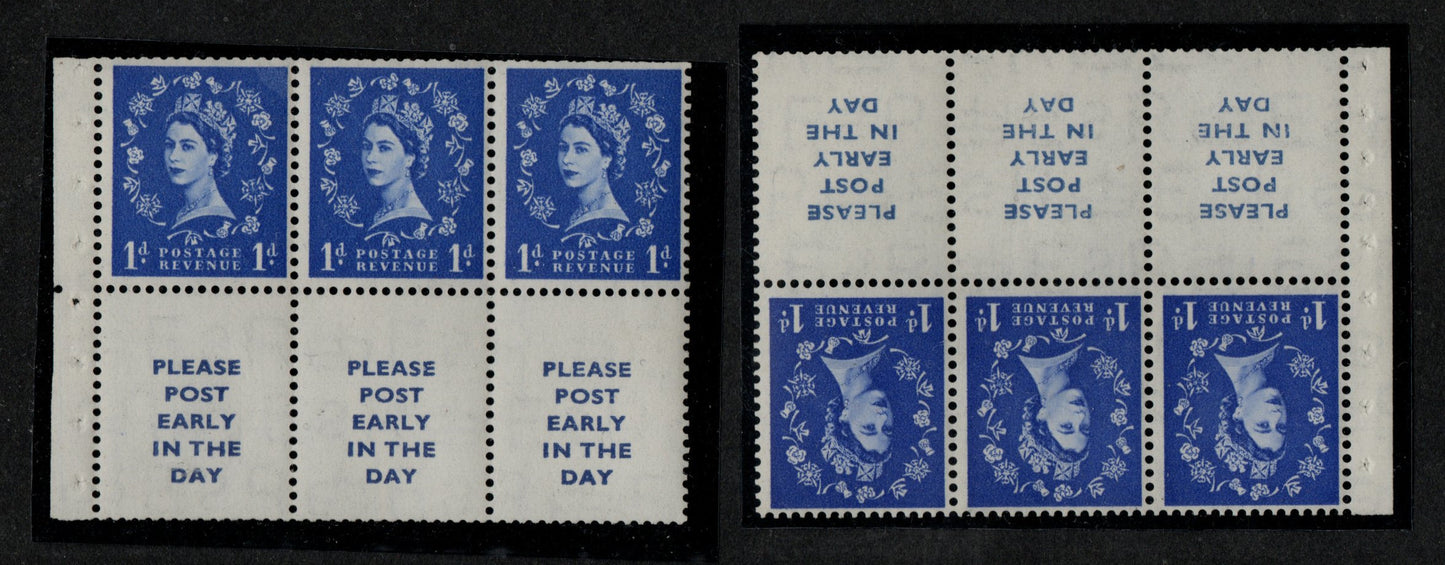 1d POSTAGE REVENUE 1d
1d POSTAGE REVENUE 1d
1d POSTAGE REVENUE 1d
PLEASE
POST
EARLY
IN THE
DAY
PLEASE
POST
EARLY
IN THE
DAY
PLEASE
POST
EARLY
IN THE
DAY
1d POSTAGE REVENUE 1d
1d POSTAGE REVENUE 1d
1d POSTAGE REVENUE 1d
PLEASE
POST
EARLY
IN THE
DAY
PLEASE
POST
EARLY
IN THE
DAY
PLEASE
POST
EARLY
IN THE
DAY